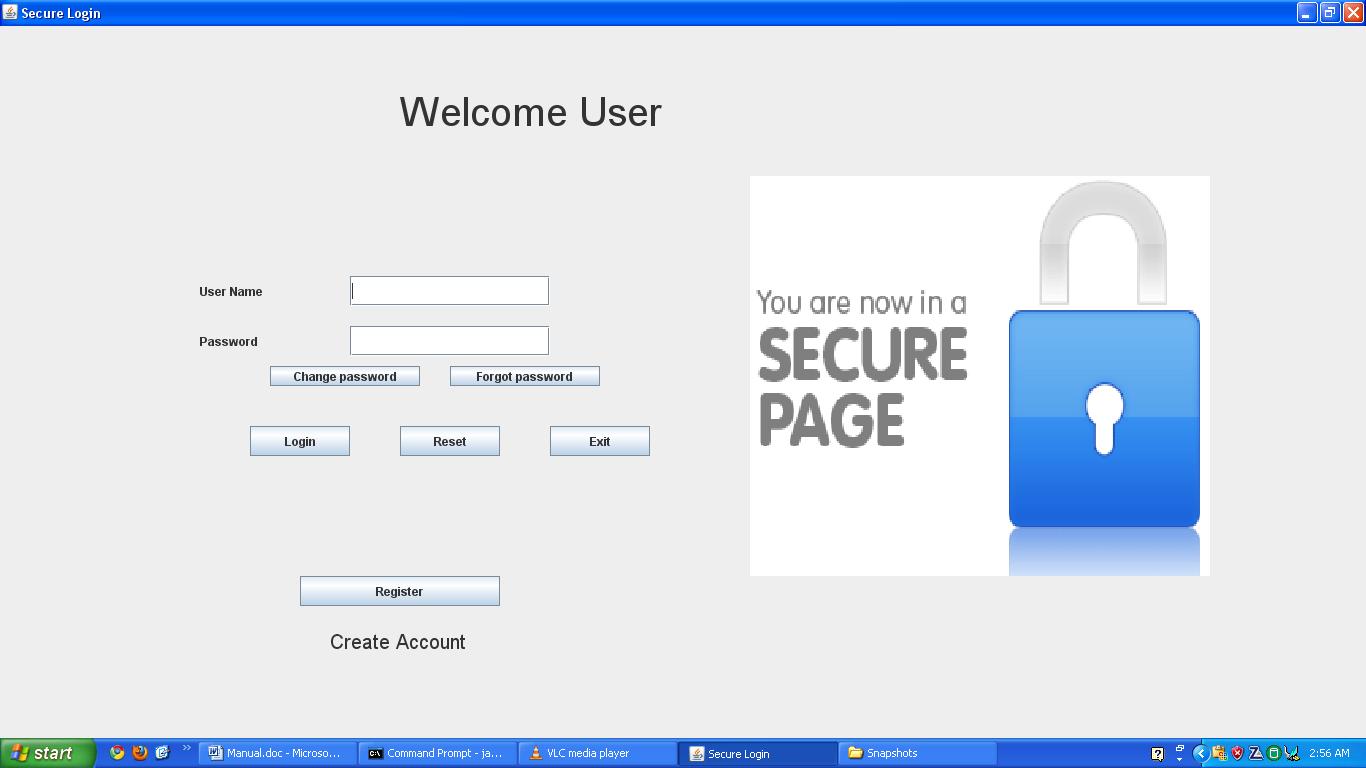 Secure Login
Welcome User
User Name
Password
Change password
Forgot password
Login
Reset
Exit
You are now in a
SECURE
PAGE
Register
Create Account
start
Manual.doc - Microso...
Command Prompt - ja...
VLC media player
Secure Login
Snapshots
2:56 AM